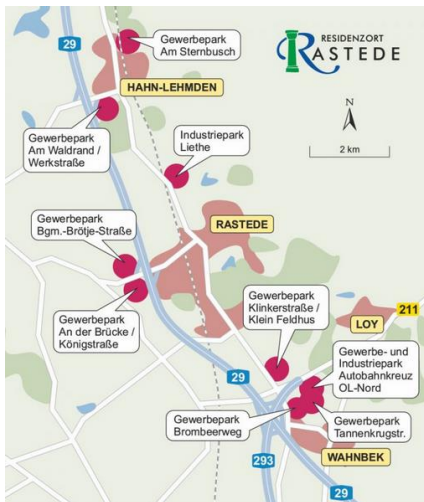 RESIDENZORT
RASTEDE
29
Gewerbepark
Am Sternbusch
HAHN-LEHMDEN
N
2 km
Gewerbepark
Am Waldrand /
Werkstraße
Industriepark
Liethe
Gewerbepark
Bgm.-Brötje-Straße
RASTEDE
Gewerbepark
An der Brücke /
Königstraße
Gewerbepark
Klinkerstraße /
Klein Feldhus
211
LOY
29
Gewerbe- und
Industriepark
Autobahnkreuz
OL-Nord
Gewerbepark
Brombeerweg
Gewerbepark
Tannenkrugstr.
WAHNBEK
293
29